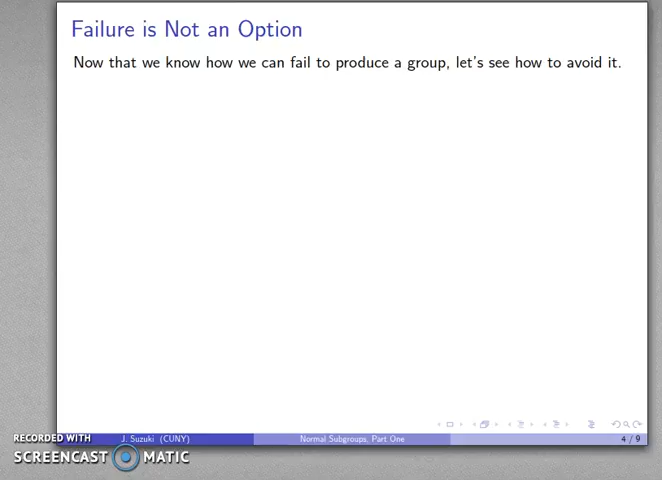 Failure is Not an Option
Now that we know how we can fail to produce a group, let's see how to avoid it.
RECORDED WITH
SCREENCAST MATIC
J. Suzuki (CUNY)
Normal Subgroups, Part One
4 / 9